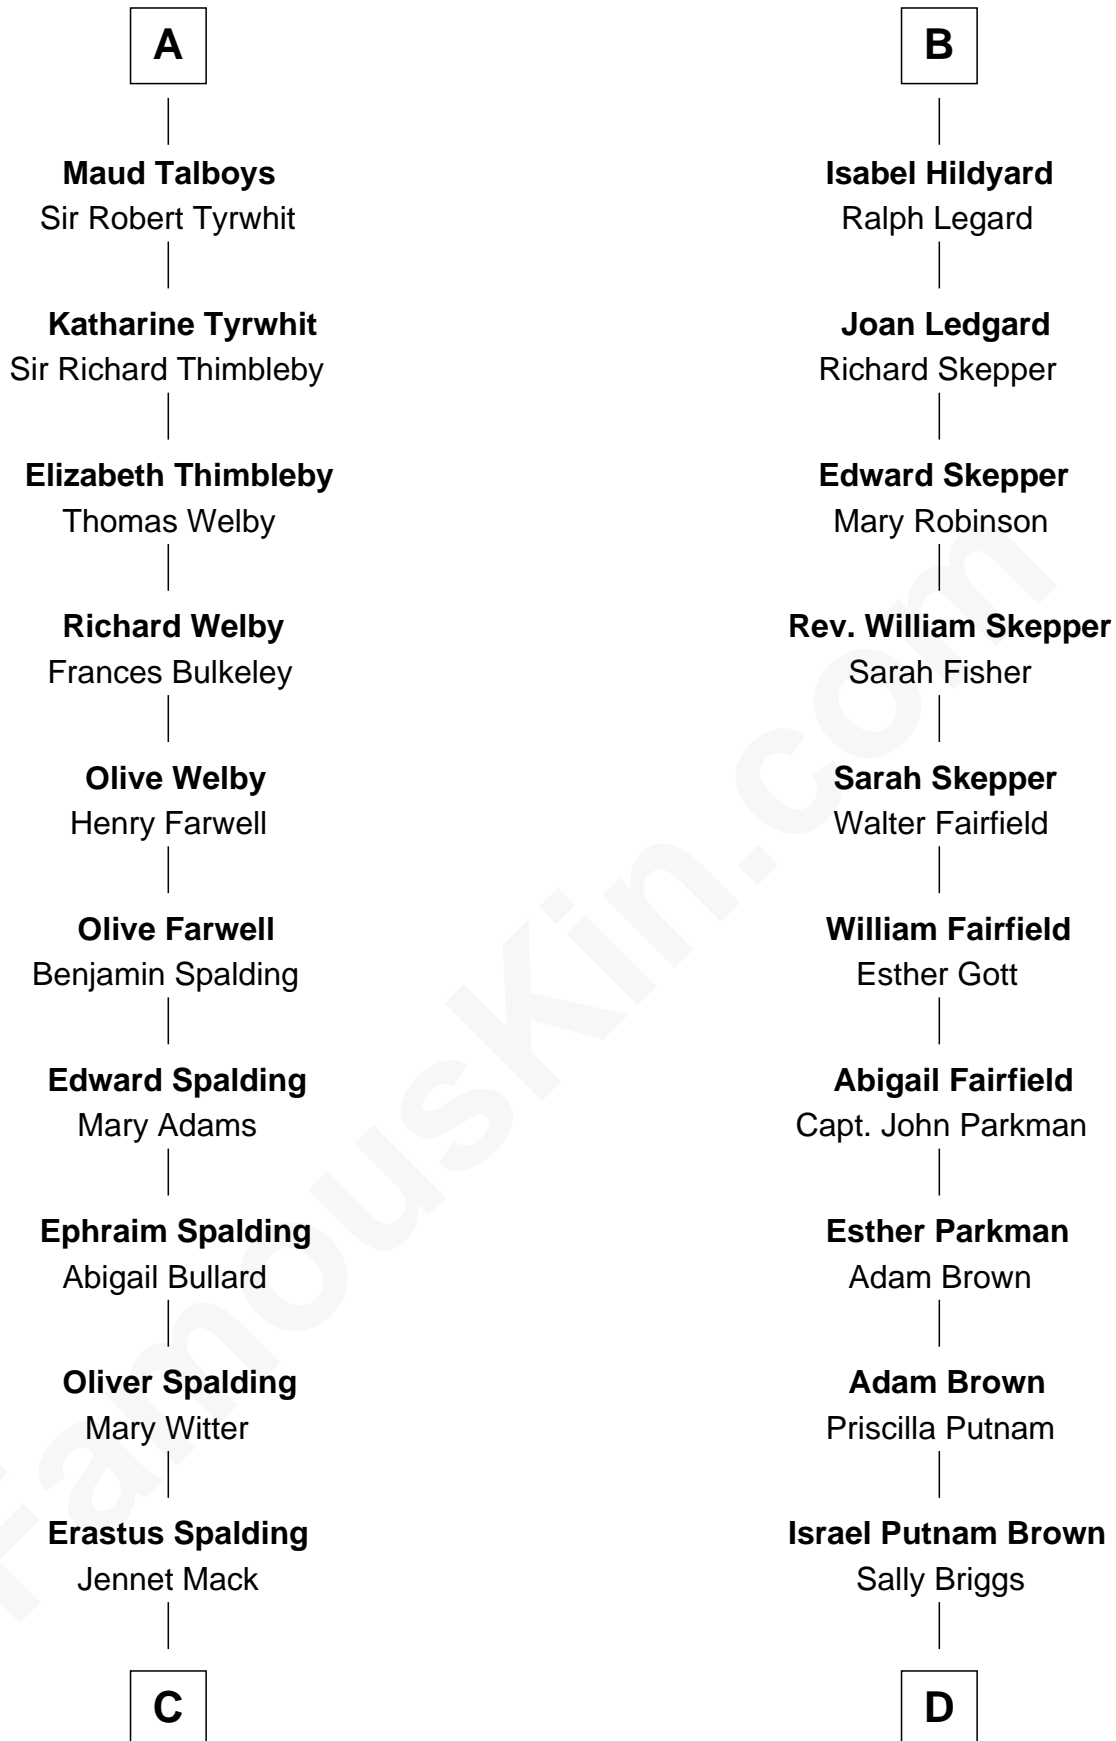 A
Maud Talboys
Sir Robert Tyrwhit
Katharine Tyrwhit
Sir Richard Thimbleby
Elizabeth Thimbleby
Thomas Welby
Richard Welby
Frances Bulkeley
Olive Welby
Henry Farwell
Olive Farwell
Benjamin Spalding
Edward Spalding
Mary Adams
Ephraim Spalding
Abigail Bullard
Oliver Spalding
Mary Witter
Erastus Spalding
Jennet Mack
C
B
Isabel Hildyard
Ralph Legard
Joan Ledgard
Richard Skepper
Edward Skepper
Mary Robinson
Rev. William Skepper
Sarah Fisher
Sarah Skepper
Walter Fairfield
William Fairfield
Esther Gott
Abigail Fairfield
Capt. John Parkman
Esther Parkman
Adam Brown
Adam Brown
Priscilla Putnam
Israel Putnam Brown
Sally Briggs
D
FamousKin.com